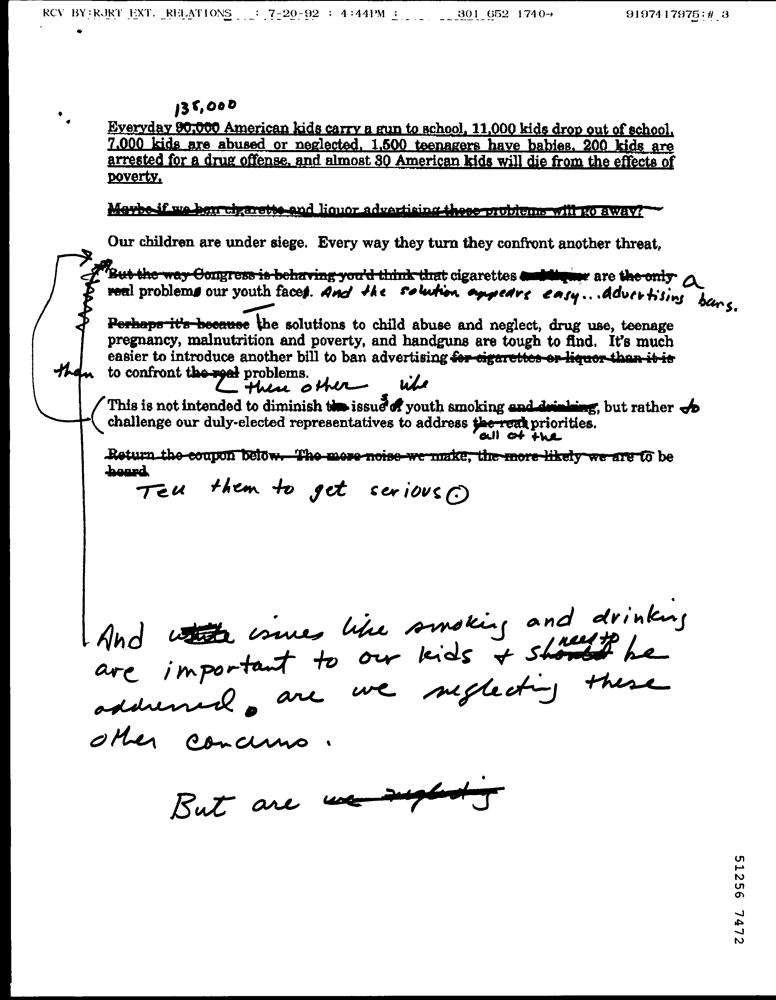 RCV BY:RJRT EXT. RELATIONS : 7-20-92 : 4:44PM : 301 652 1740→ 9197417975:# 3
135,000
Everyday 90,000 American kids carry a gun to school, 11,000 kids drop out of school,
7,000 kids are abused or neglected, 1,500 teenagers have babies, 200 kids are
arrested for a drug offense, and almost 30 American kids will die from the effects of
poverty.
Maybe if we ban cigarette and liquor advertising these problems will go away?
Our children are under siege. Every way they turn they confront another threat,
But the way Congress is behaving you'd think that cigarettes and liquor are the only a
real problems our youth faces. And the solution appears easy...Advertising bans.
Perhaps it's because the solutions to child abuse and neglect, drug use, teenage
pregnancy, malnutrition and poverty, and handguns are tough to find. It's much
easier to introduce another bill to ban advertising for cigarettes or liquor than it is
than to confront the real problems.
these other like
This is not intended to diminish the issues of youth smoking and drinking, but rather to
challenge our duly-elected representatives to address the real priorities.
all of the
Return the coupon below. The more noise we make, the more likely we are to be
heard
Tell them to get serious.
And while issues like smoking and drinking
need to
are important to our kids + should be
addressed, are we neglecting these
other concerns.
But are we neglecting
51256 7472